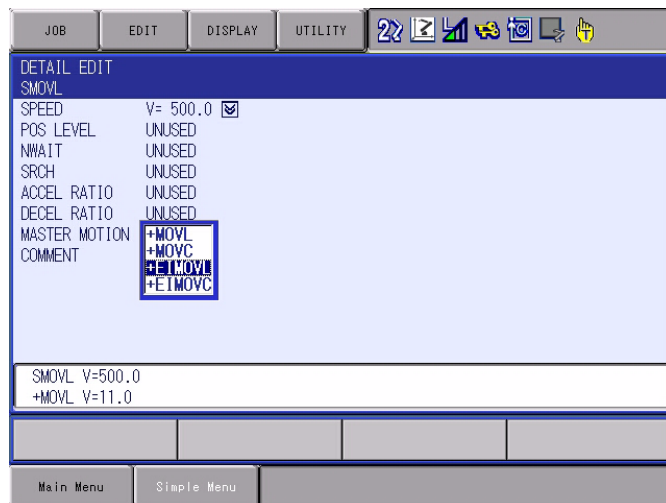 JOB EDIT DISPLAY UTILITY
DETAIL EDIT
SMOVL
SPEED V= 500.0
POS LEVEL UNUSED
NWAIT UNUSED
SRCH UNUSED
ACCEL RATIO UNUSED
DECEL RATIO UNUSED
MASTER MOTION +MOVL
+MOVC
COMMENT
+EIMOVL
+EIMOVC
SMOVL V=500.0
+MOVL V=11.0
Main Menu Simple Menu